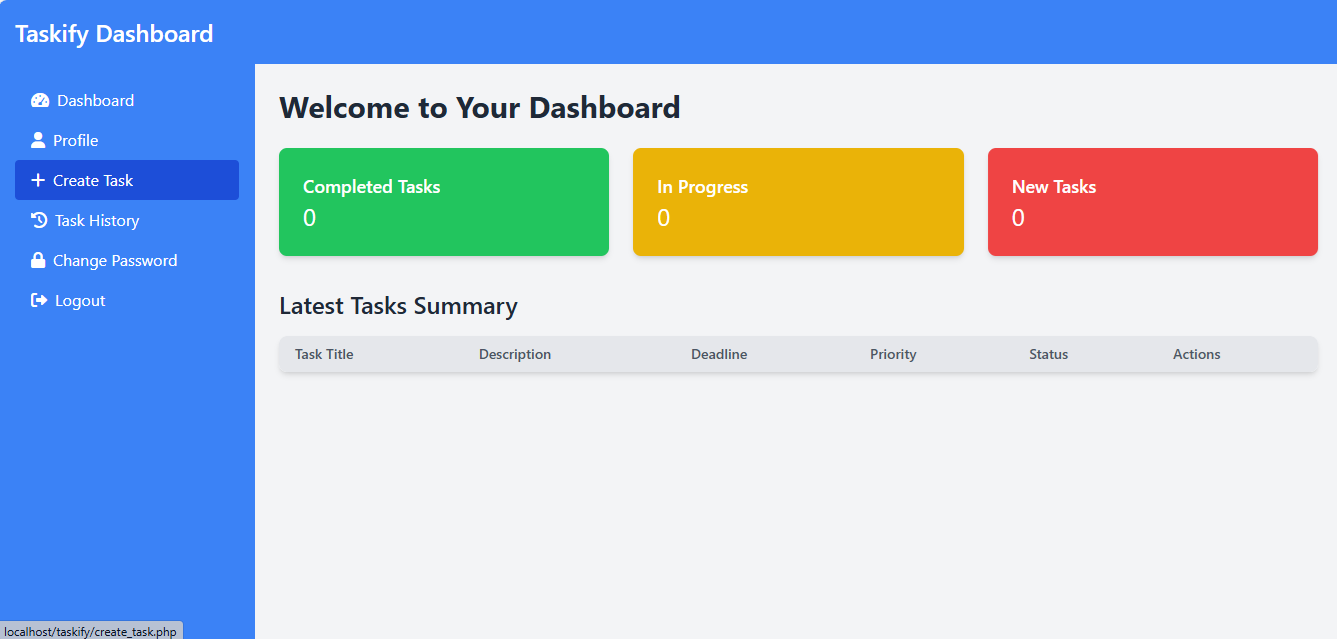 Taskify Dashboard
Dashboard
Profile
Create Task
Task History
Change Password
Logout
Welcome to Your Dashboard
Completed Tasks
0
In Progress
0
New Tasks
0
Latest Tasks Summary
Task Title Description Deadline Priority Status Actions
localhost/taskify/create_task.php